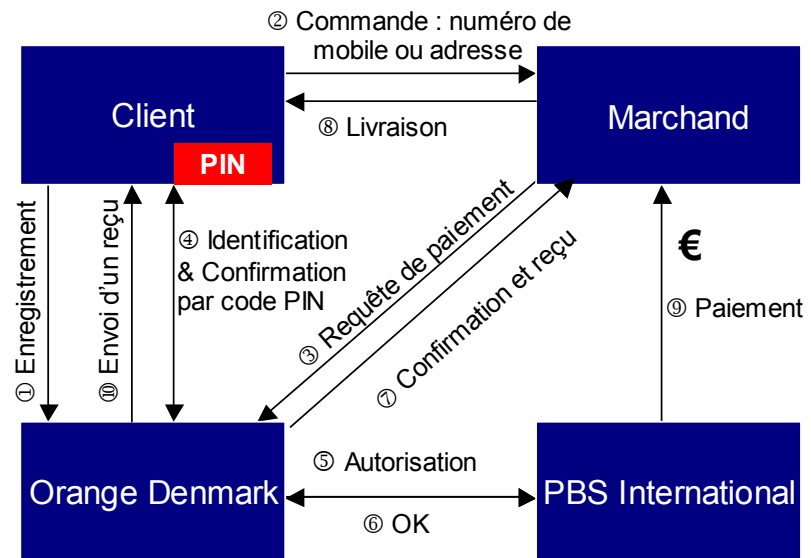 ② Commande : numéro de
mobile ou adresse
Client
PIN
Marchand
⑧ Livraison
① Enregistrement
⑩ Envoi d'un reçu
④ Identification
& Confirmation
par code PIN
③ Requête de paiement
⑦ Confirmation et reçu
€
⑨ Paiement
Orange Denmark
⑤ Autorisation
⑥ OK
PBS International